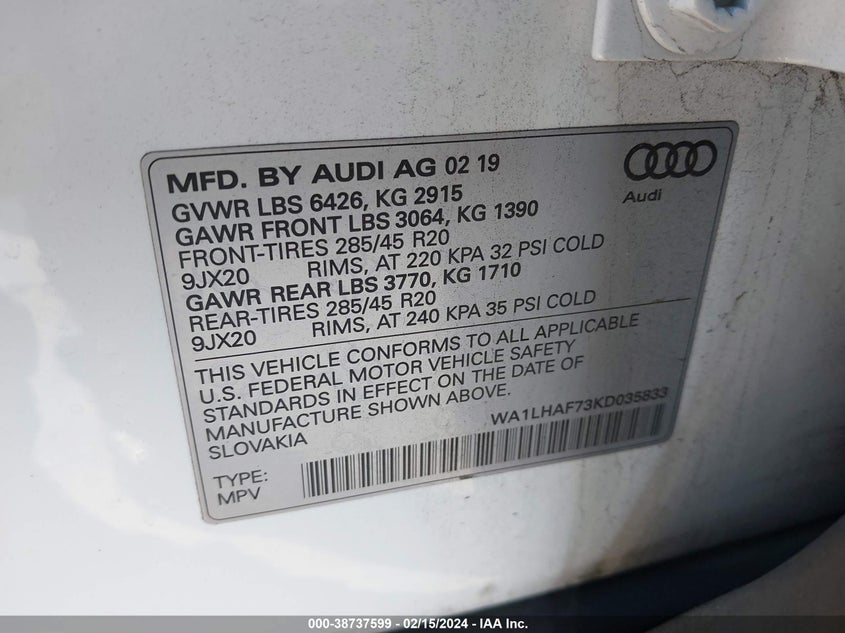 MFD. BY AUDI AG 02 19
Audi
GVWR LBS 6426, KG 2915
GAWR FRONT LBS 3064, KG 1390
FRONT-TIRES 285/45 R20
9JX20 RIMS, AT 220 KPA 32 PSI COLD
GAWR REAR LBS 3770, KG 1710
REAR-TIRES 285/45 R20
9JX20 RIMS, AT 240 KPA 35 PSI COLD
THIS VEHICLE CONFORMS TO ALL APPLICABLE
U.S. FEDERAL MOTOR VEHICLE SAFETY
STANDARDS IN EFFECT ON THE DATE OF
MANUFACTURE SHOWN ABOVE.
SLOVAKIA
WA1LHAF73KD035833
TYPE:
MPV
000-38737599 - 02/15/2024 - IAA Inc.